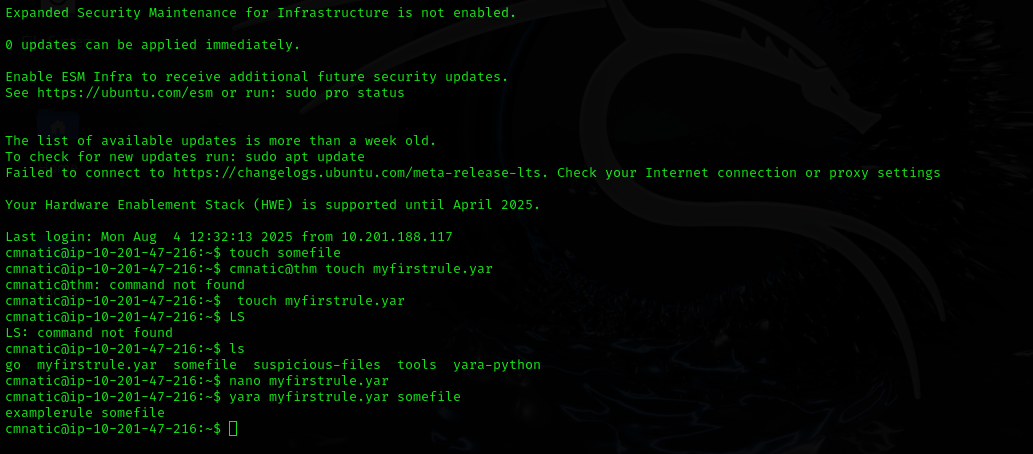 Expanded Security Maintenance for Infrastructure is not enabled.
0 updates can be applied immediately.
Enable ESM Infra to receive additional future security updates.
See https://ubuntu.com/esm or run: sudo pro status
The list of available updates is more than a week old.
To check for new updates run: sudo apt update
Failed to connect to https://changelogs.ubuntu.com/meta-release-lts. Check your Internet connection or proxy settings
Your Hardware Enablement Stack (HWE) is supported until April 2025.
Last login: Mon Aug  4 12:32:13 2025 from 10.201.188.117
cmnatic@ip-10-201-47-216:~$ touch somefile
cmnatic@ip-10-201-47-216:~$ cmnatic@thm touch myfirstrule.yar
cmnatic@thm: command not found
cmnatic@ip-10-201-47-216:~$  touch myfirstrule.yar
cmnatic@ip-10-201-47-216:~$ LS
LS: command not found
cmnatic@ip-10-201-47-216:~$ ls
go  myfirstrule.yar  somefile  suspicious-files  tools  yara-python
cmnatic@ip-10-201-47-216:~$ nano myfirstrule.yar
cmnatic@ip-10-201-47-216:~$ yara myfirstrule.yar somefile
examplerule somefile
cmnatic@ip-10-201-47-216:~$